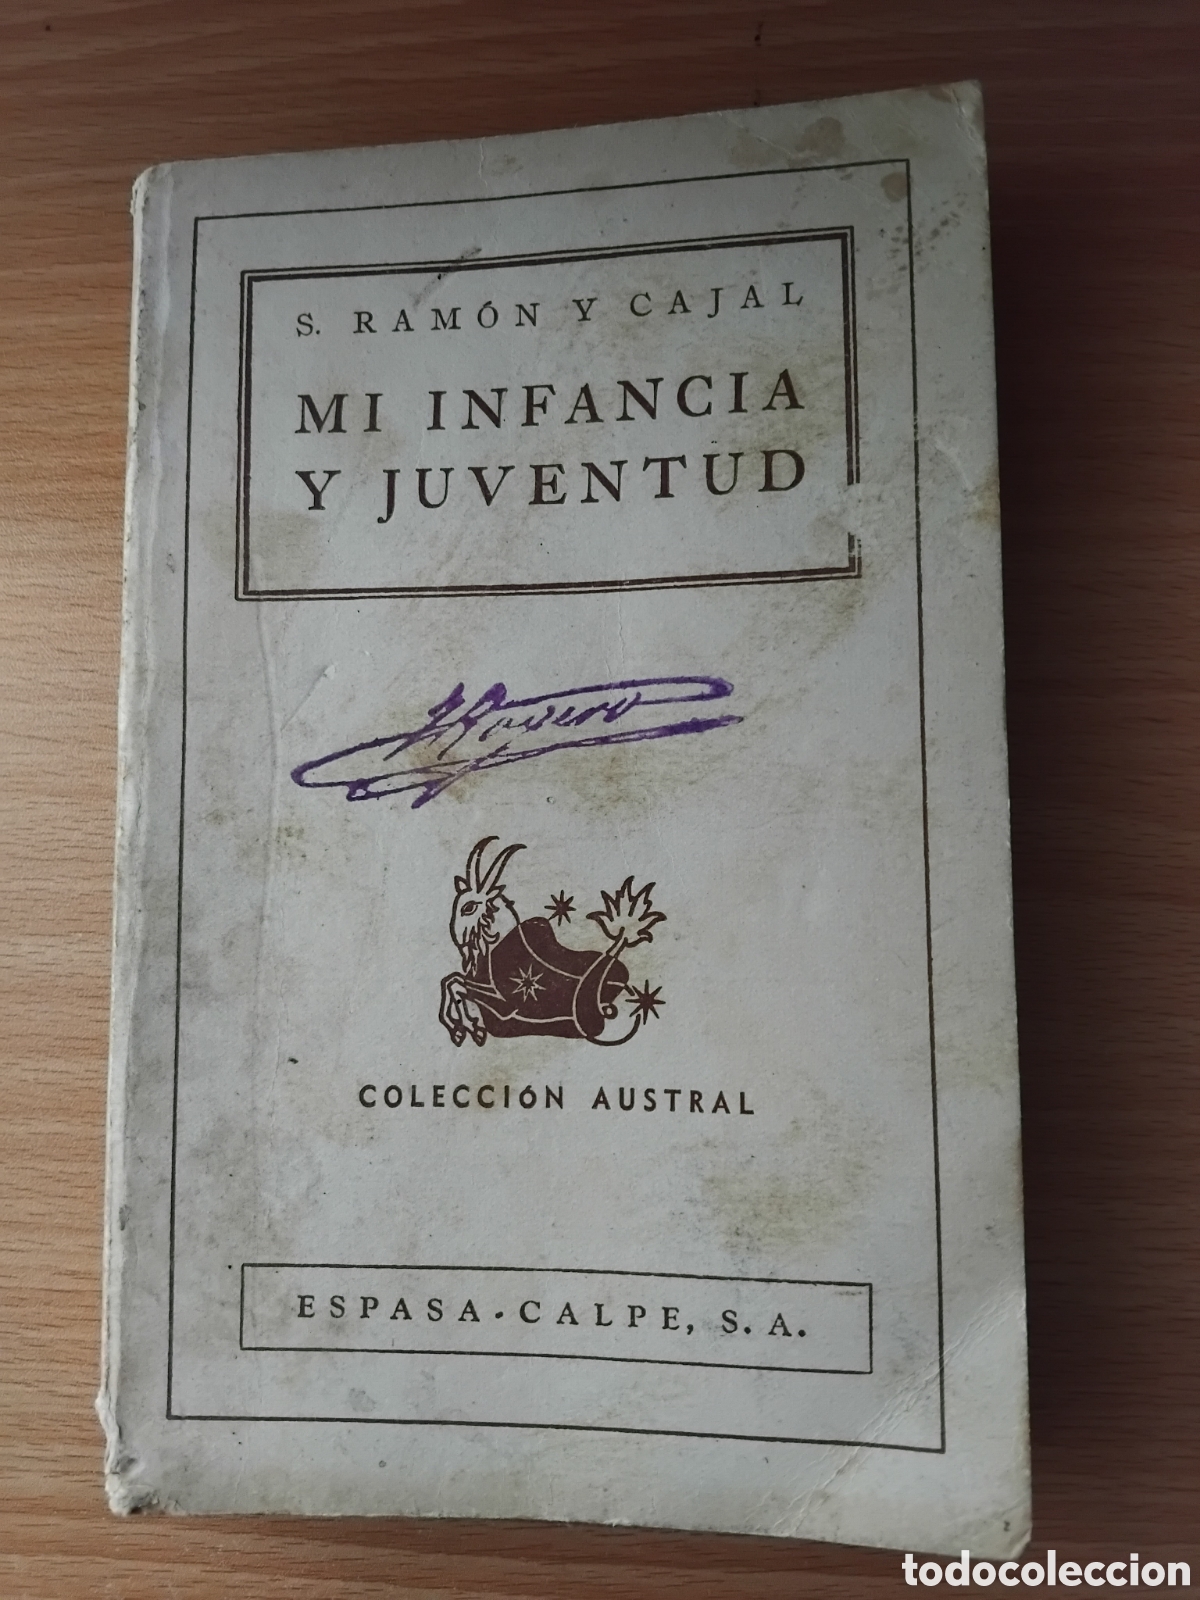 S. RAMÓN Y CAJAL
MI INFANCIA
Y JUVENTUD
COLECCIÓN AUSTRAL
ESPASA-CALPE, S. A.
todocoleccion